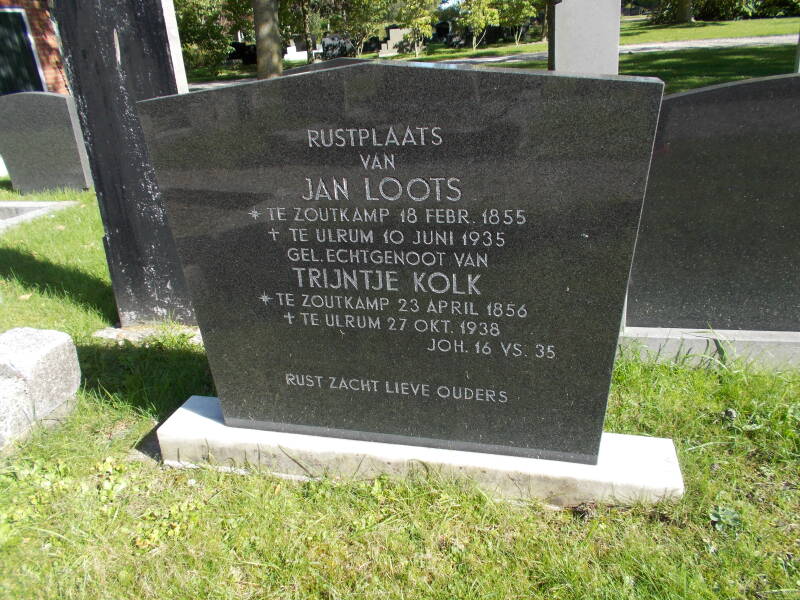 RUSTPLAATS
VAN
JAN LOOTS
* TE ZOUTKAMP 18 FEBR. 1855
† TE ULRUM 10 JUNI 1935
GEL. ECHTGENOOT VAN
TRIJNTJE KOLK
* TE ZOUTKAMP 23 APRIL 1856
† TE ULRUM 27 OKT. 1938
JOH. 16 VS. 35
RUST ZACHT LIEVE OUDERS